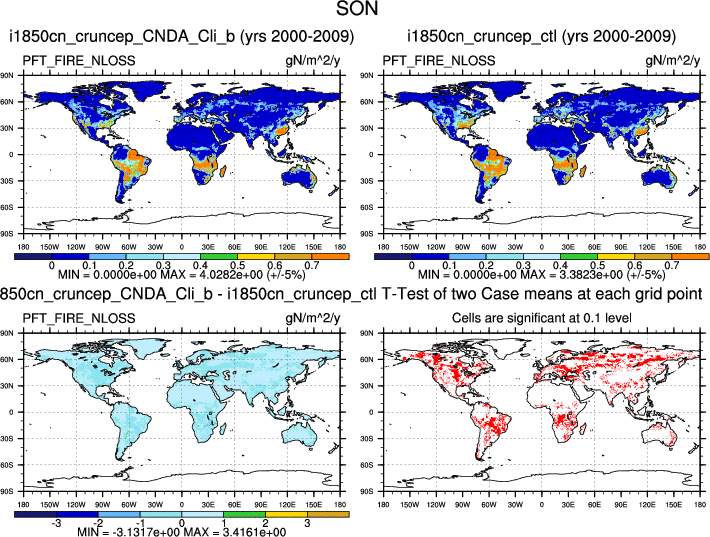 SON
i1850cn_cruncep_CNDA_Cli_b (yrs 2000-2009)
i1850cn_cruncep_ctl (yrs 2000-2009)
PFT_FIRE_NLOSS gN/m^2/y
PFT_FIRE_NLOSS gN/m^2/y
90N
60N
30N
0
30S
60S
90S
180 150W 120W 90W 60W 30W 0 30E 60E 90E 120E 150E 180
90N
60N
30N
0
30S
60S
90S
180 150W 120W 90W 60W 30W 0 30E 60E 90E 120E 150E 180
0 0.1 0.2 0.3 0.4 0.5 0.6 0.7
MIN = 0.0000e+00 MAX = 4.0282e+00 (+/-5%)
0 0.1 0.2 0.3 0.4 0.5 0.6 0.7
MIN = 0.0000e+00 MAX = 3.3823e+00 (+/-5%)
850cn_cruncep_CNDA_Cli_b - i1850cn_cruncep_ctl T-Test of two Case means at each grid point
PFT_FIRE_NLOSS gN/m^2/y
Cells are significant at 0.1 level
90N
60N
30N
0
30S
60S
90S
180 150W 120W 90W 60W 30W 0 30E 60E 90E 120E 150E 180
90N
60N
30N
0
30S
60S
90S
180 150W 120W 90W 60W 30W 0 30E 60E 90E 120E 150E 180
-3 -2 -1 0 1 2 3
MIN = -3.1317e+00 MAX = 3.4161e+00